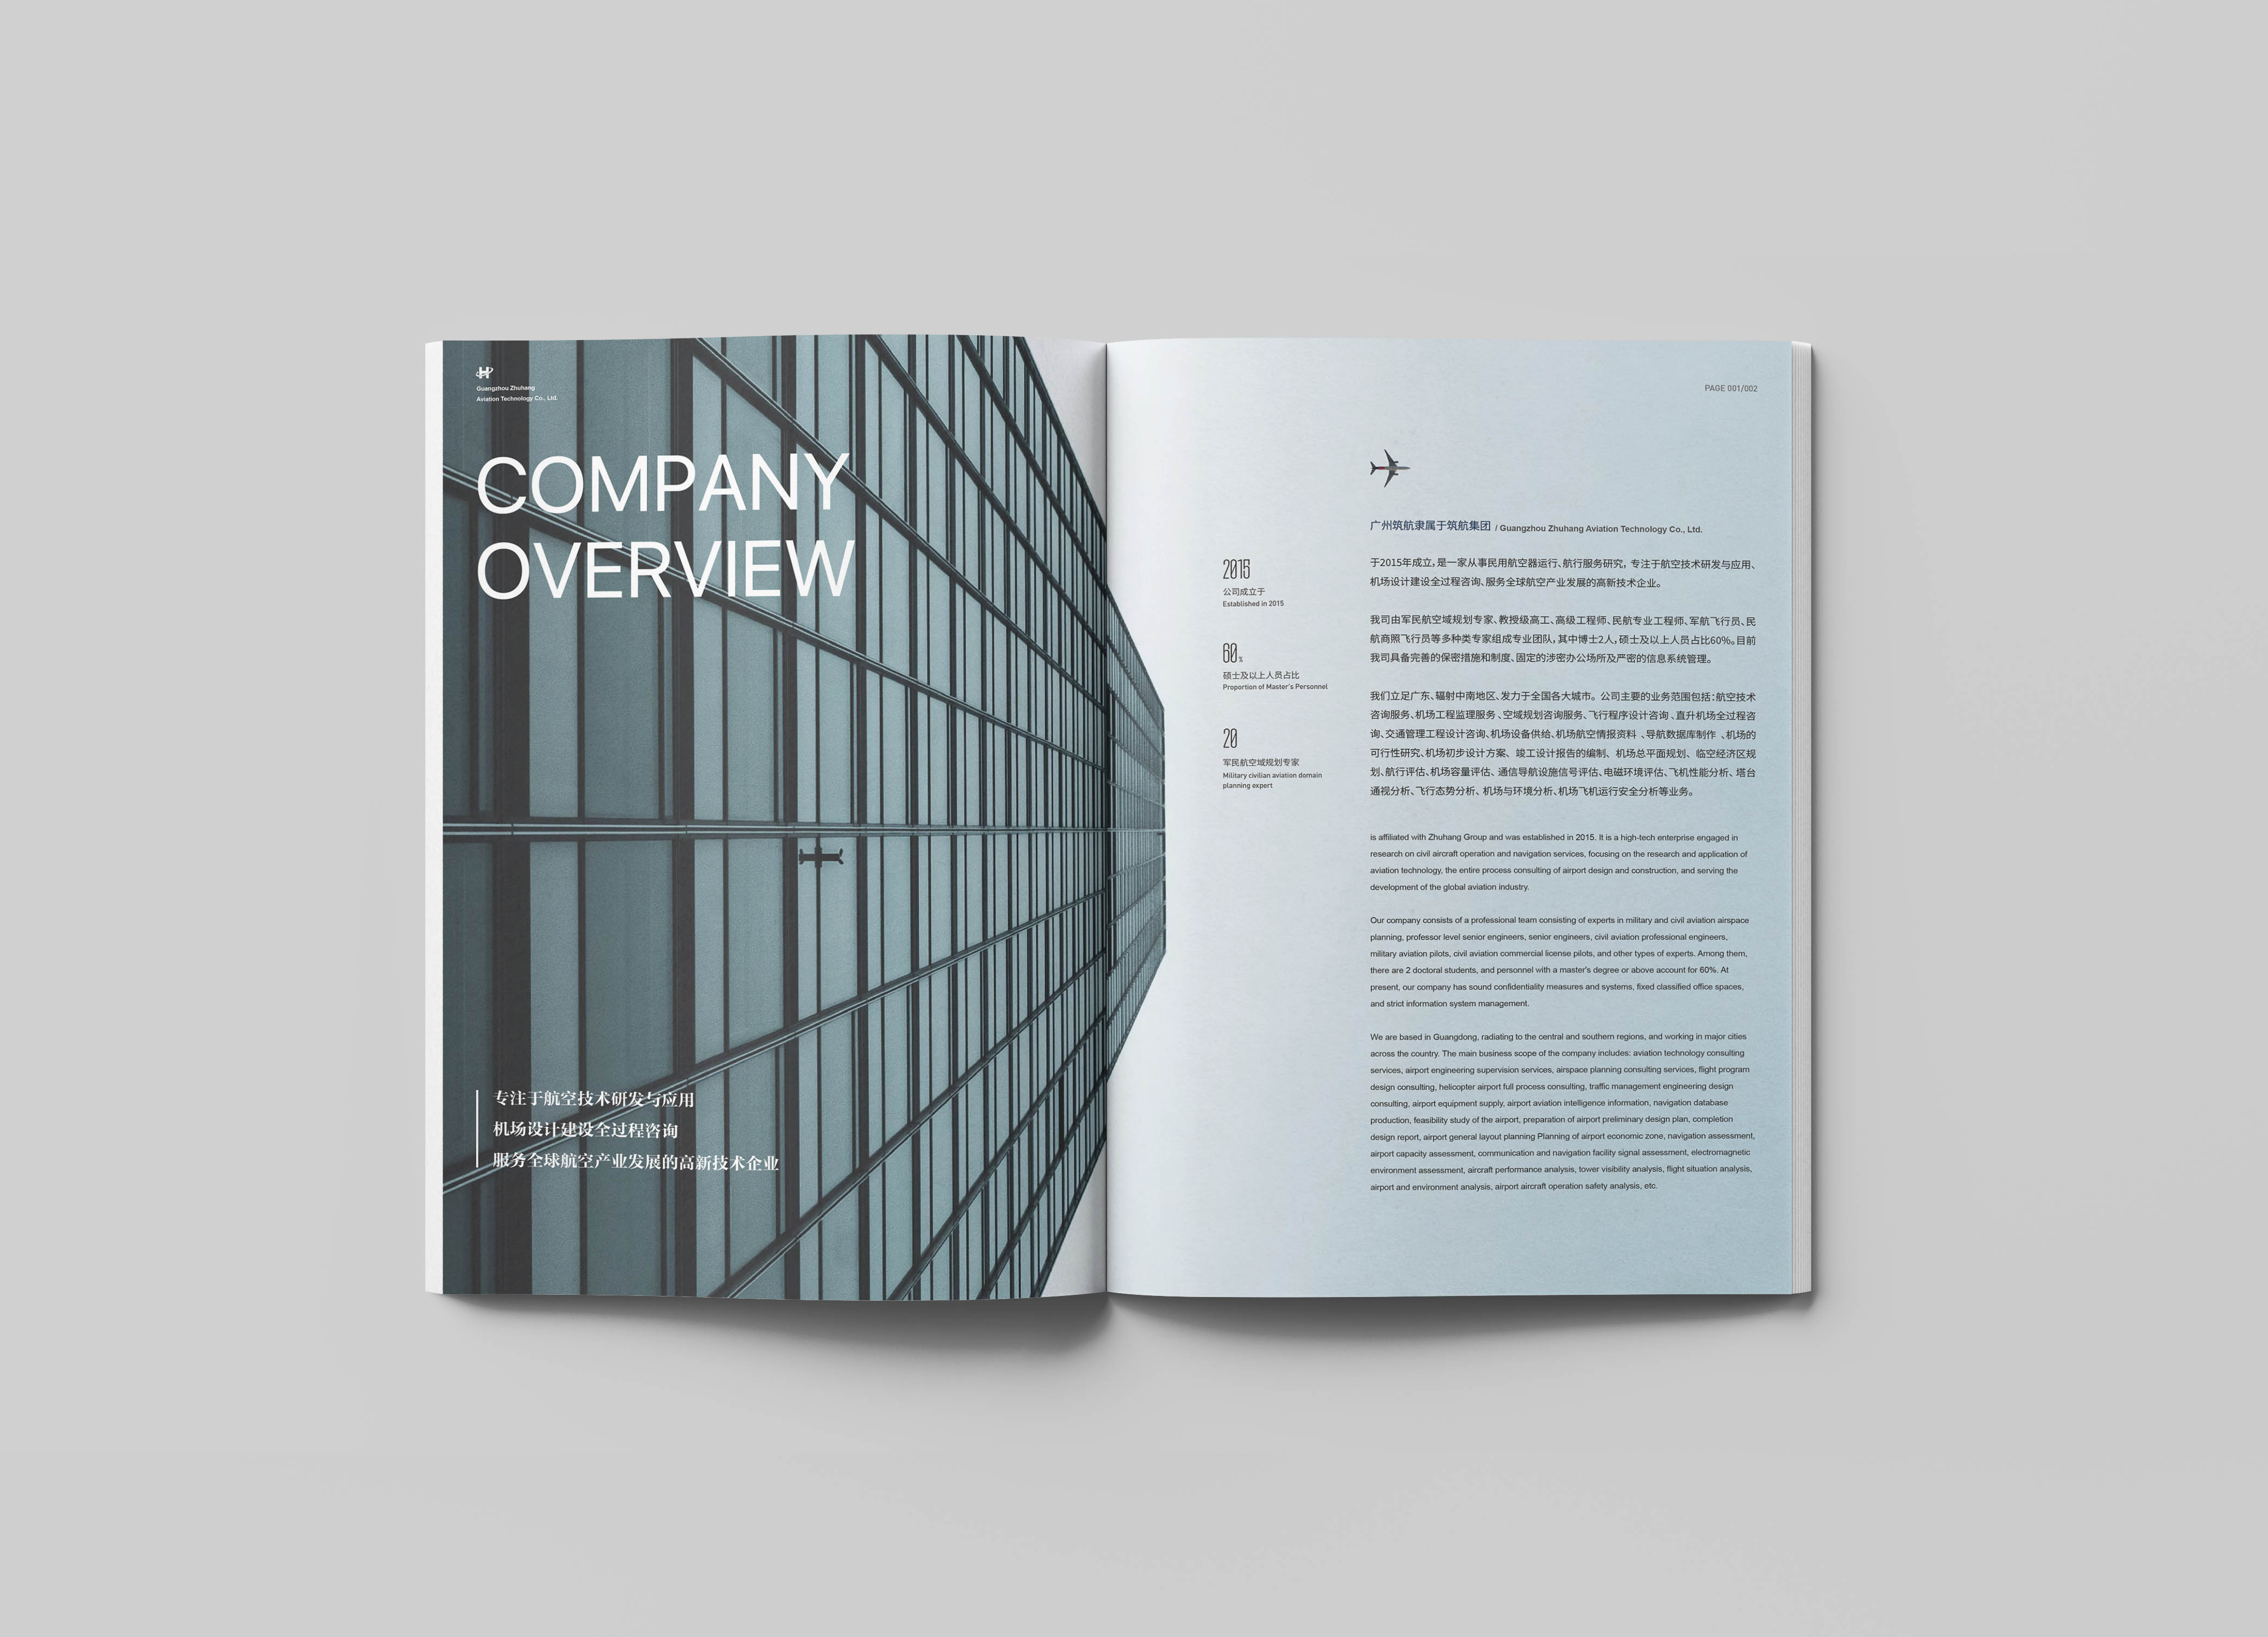 Guangzhou Zhuhang
Aviation Technology Co., Ltd.
COMPANY
OVERVIEW
专注于航空技术研发与应用
机场设计建设全过程咨询
服务全球航空产业发展的高新技术企业
PAGE 001/002
2015
公司成立于
Established in 2015
60%
硕士及以上人员占比
Proportion of Master's Personnel
20
军民航空域规划专家
Military civilian aviation domain
planning expert
广州筑航隶属于筑航集团 / Guangzhou Zhuhang Aviation Technology Co., Ltd.
于2015年成立，是一家从事民用航空器运行、航行服务研究，专注于航空技术研发与应用、
机场设计建设全过程咨询、服务全球航空产业发展的高新技术企业。
我司由军民航空域规划专家、教授级高工、高级工程师、民航专业工程师、军航飞行员、民
航商照飞行员等多种类专家组成专业团队，其中博士2人，硕士及以上人员占比60%。目前
我司具备完善的保密措施和制度、固定的涉密办公场所及严密的信息系统管理。
我们立足广东、辐射中南地区、发力于全国各大城市。公司主要的业务范围包括：航空技术
咨询服务、机场工程监理服务、空域规划咨询服务、飞行程序设计咨询、直升机场全过程咨
询、交通管理工程设计咨询、机场设备供给、机场航空情报资料、导航数据库制作、机场的
可行性研究、机场初步设计方案、竣工设计报告的编制、机场总平面规划、临空经济区规
划、航行评估、机场容量评估、通信导航设施信号评估、电磁环境评估、飞机性能分析、塔台
通视分析、飞行态势分析、机场与环境分析、机场飞机运行安全分析等业务。
is affiliated with Zhuhang Group and was established in 2015. It is a high-tech enterprise engaged in
research on civil aircraft operation and navigation services, focusing on the research and application of
aviation technology, the entire process consulting of airport design and construction, and serving the
development of the global aviation industry.
Our company consists of a professional team consisting of experts in military and civil aviation airspace
planning, professor level senior engineers, senior engineers, civil aviation professional engineers,
military aviation pilots, civil aviation commercial license pilots, and other types of experts. Among them,
there are 2 doctoral students, and personnel with a master's degree or above account for 60%. At
present, our company has sound confidentiality measures and systems, fixed classified office spaces,
and strict information system management.
We are based in Guangdong, radiating to the central and southern regions, and working in major cities
across the country. The main business scope of the company includes: aviation technology consulting
services, airport engineering supervision services, airspace planning consulting services, flight program
design consulting, helicopter airport full process consulting, traffic management engineering design
consulting, airport equipment supply, airport aviation intelligence information, navigation database
production, feasibility study of the airport, preparation of airport preliminary design plan, completion
design report, airport general layout planning Planning of airport economic zone, navigation assessment,
airport capacity assessment, communication and navigation facility signal assessment, electromagnetic
environment assessment, aircraft performance analysis, tower visibility analysis, flight situation analysis,
airport and environment analysis, airport aircraft operation safety analysis, etc.